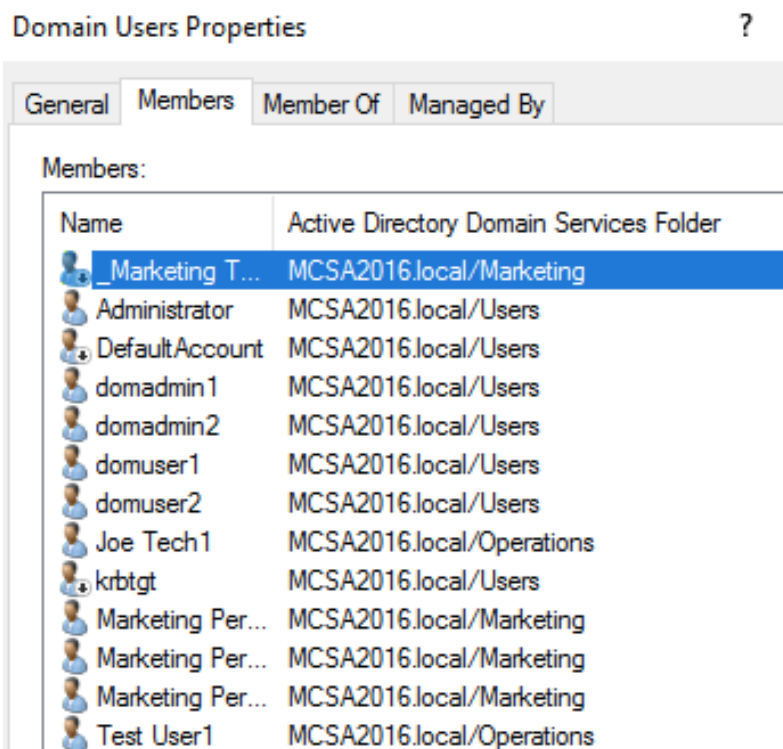 Domain Users Properties ?
General Members Member Of Managed By
Members:
Name Active Directory Domain Services Folder
_Marketing T... MCSA2016.local/Marketing
Administrator MCSA2016.local/Users
DefaultAccount MCSA2016.local/Users
domadmin1 MCSA2016.local/Users
domadmin2 MCSA2016.local/Users
domuser1 MCSA2016.local/Users
domuser2 MCSA2016.local/Users
Joe Tech1 MCSA2016.local/Operations
krbtgt MCSA2016.local/Users
Marketing Per... MCSA2016.local/Marketing
Marketing Per... MCSA2016.local/Marketing
Marketing Per... MCSA2016.local/Marketing
Test User1 MCSA2016.local/Operations